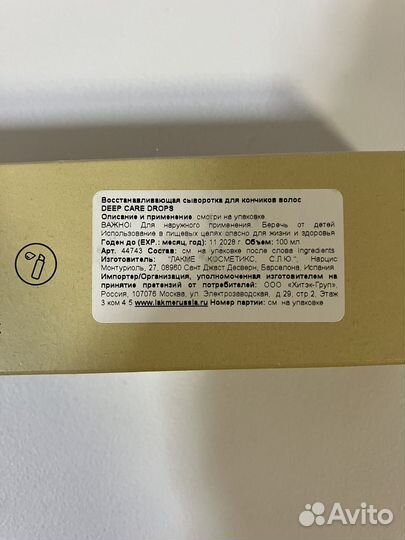 Восстанавливающая сыворотка для кончиков волос
DEEP CARE DROPS
Описание и применение: смотри на упаковке
ВАЖНО! Для наружного применения. Беречь от детей
Использование в пищевых целях опасно для жизни и здоровья
Годен до (EXP.: месяц, год): 11 2028 г. Объем: 100 мл
Арт. 44743 Состав: см на упаковке после слова ingredients
Изготовитель: "ЛАКМЕ КОСМЕТИКС, С.Л.Ю.", Нарцис
Монтуриоль, 27, 08960 Сант Джаст Десверн, Барселона, Испания
Импортер/Организация, уполномоченная изготовителем на
принятие претензий от потребителей: ООО «Хитэк-Груп»,
Россия, 107076 Москва, ул. Электрозаводская, д 29, стр 2, Этаж
3 ком 4 5 www.lakmerussia.ru Номер партии: см на упаковке
Avito